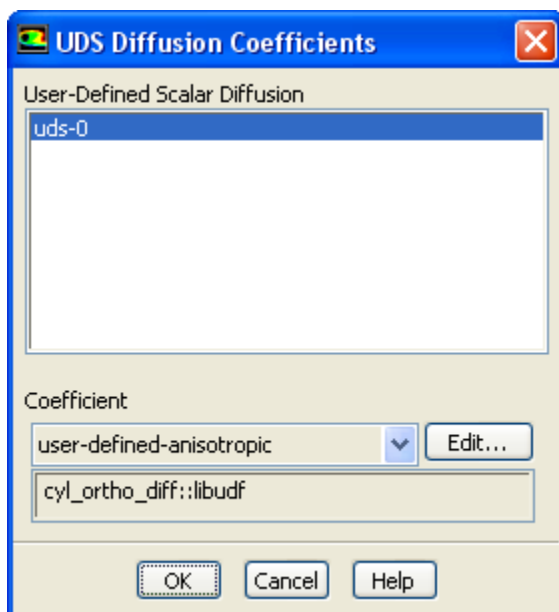 UDS Diffusion Coefficients
User-Defined Scalar Diffusion
uds-0
Coefficient
user-defined-anisotropic
Edit...
cyl_ortho_diff::libudf
OK Cancel Help